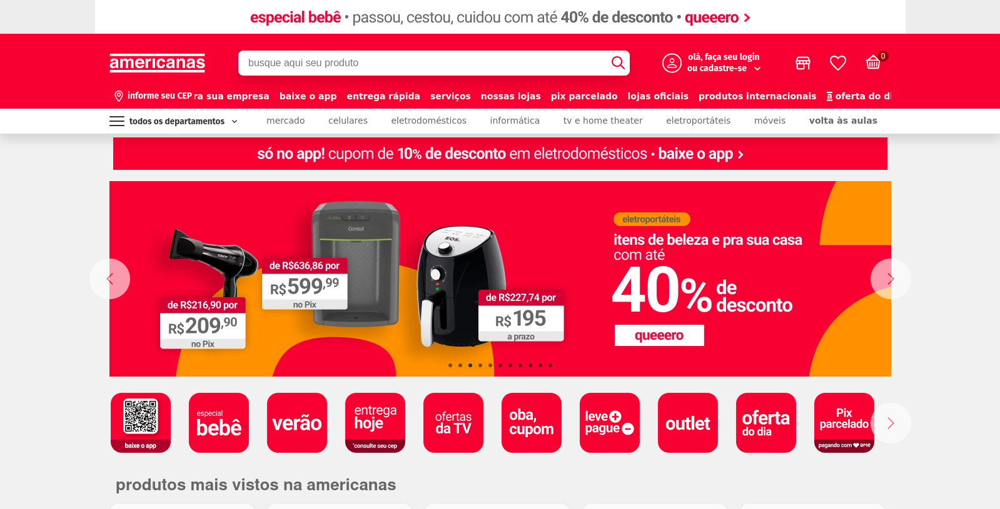 especial bebê • passou, cestou, cuidou com até 40% de desconto • queeero >
americanas
busque aqui seu produto
olá, faça seu login
ou cadastre-se
0
informe seu CEP ra sua empresa baixe o app entrega rápida serviços nossas lojas pix parcelado lojas oficiais produtos internacionais a oferta do di
todos os departamentos mercado celulares eletrodomésticos informática tv e home theater eletroportáteis móveis volta às aulas
só no app! cupom de 10% de desconto em eletrodomésticos • baixe o app >
Consul
TAIFF Style
EOS.
de R$216,90 por
R$209,90
no Pix
de R$636,86 por
R$599,99
no Pix
de R$227,74 por
R$195
a prazo
eletroportáteis
itens de beleza e pra sua casa
com até
40% de desconto
queeero
baixe o app
especial
bebê
verão
entrega
hoje
*consulte seu cep
ofertas
da TV
oba,
cupom
leve +
pague -
outlet
oferta
do dia
Pix
parcelado
pagando com ame
produtos mais vistos na americanas